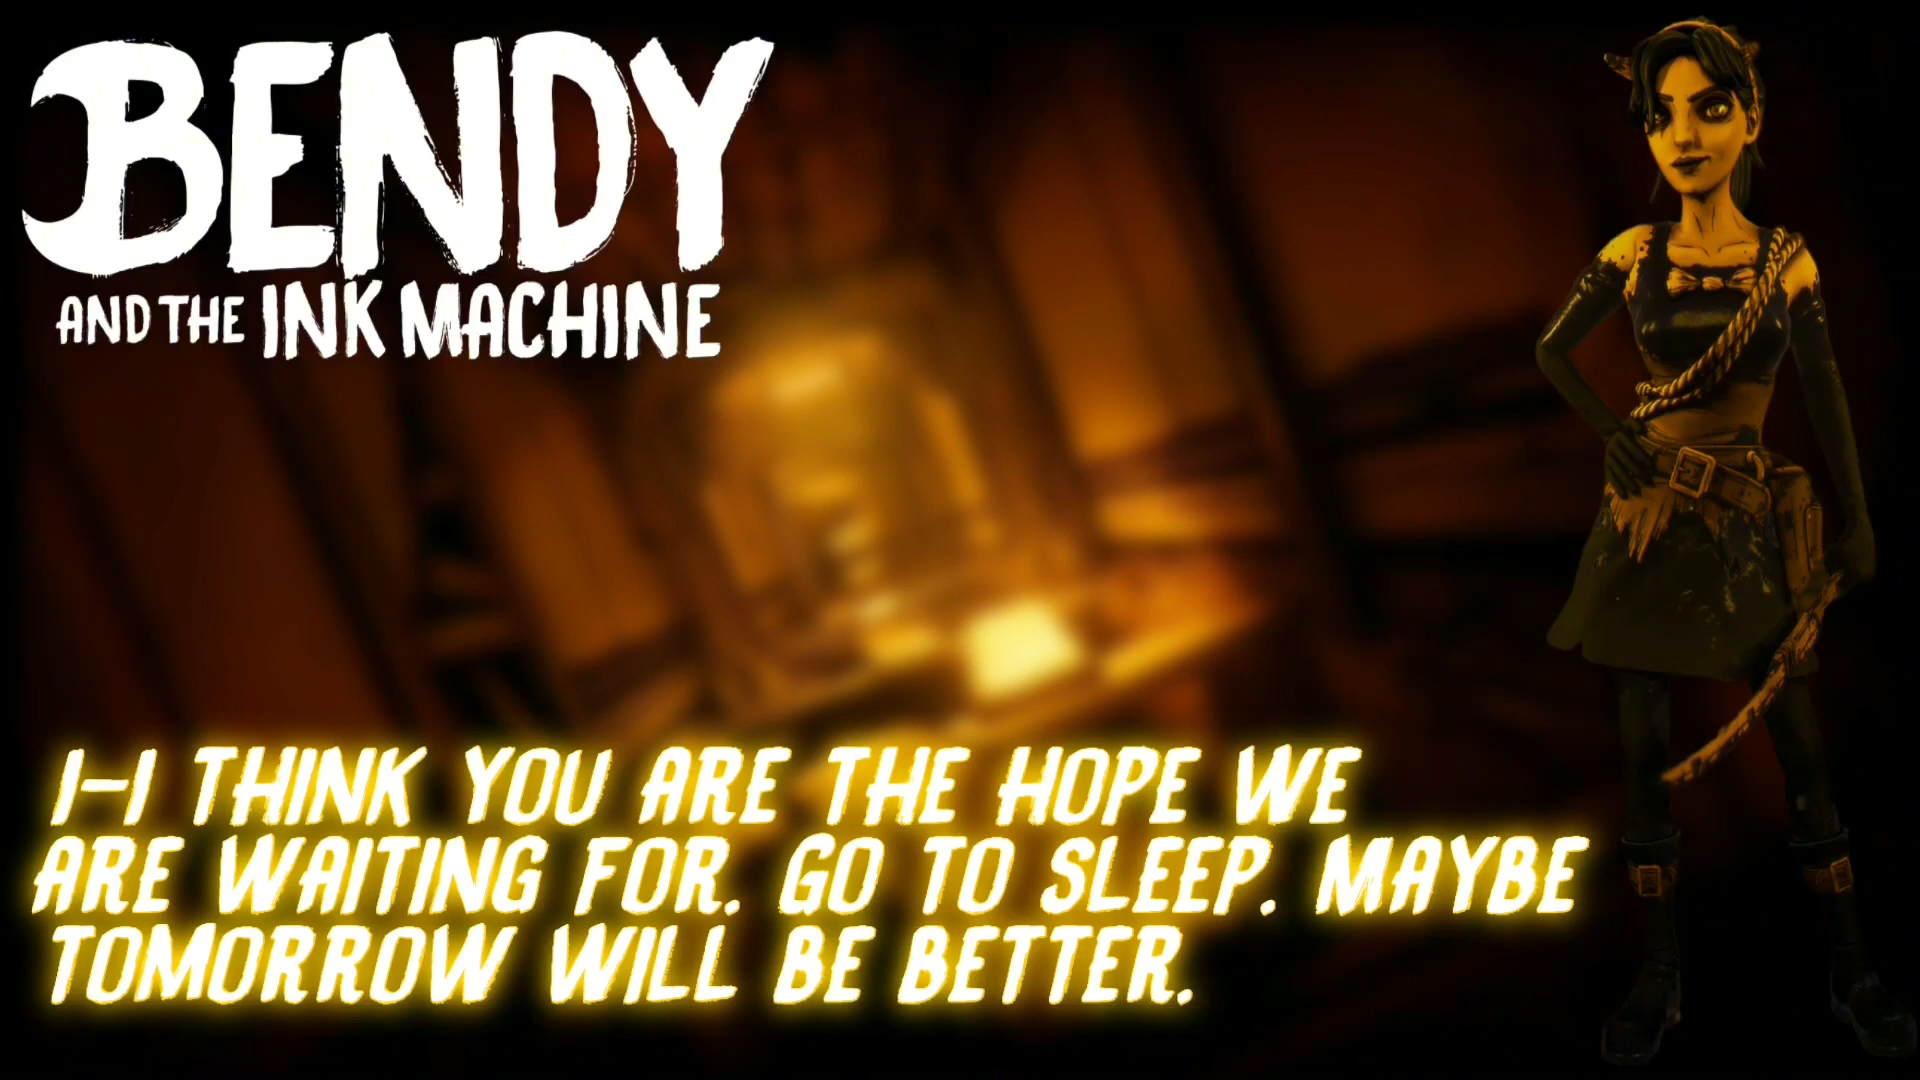 BENDY
AND THE INK MACHINE
I-I THINK YOU ARE THE HOPE WE
ARE WAITING FOR. GO TO SLEEP. MAYBE
TOMORROW WILL BE BETTER.